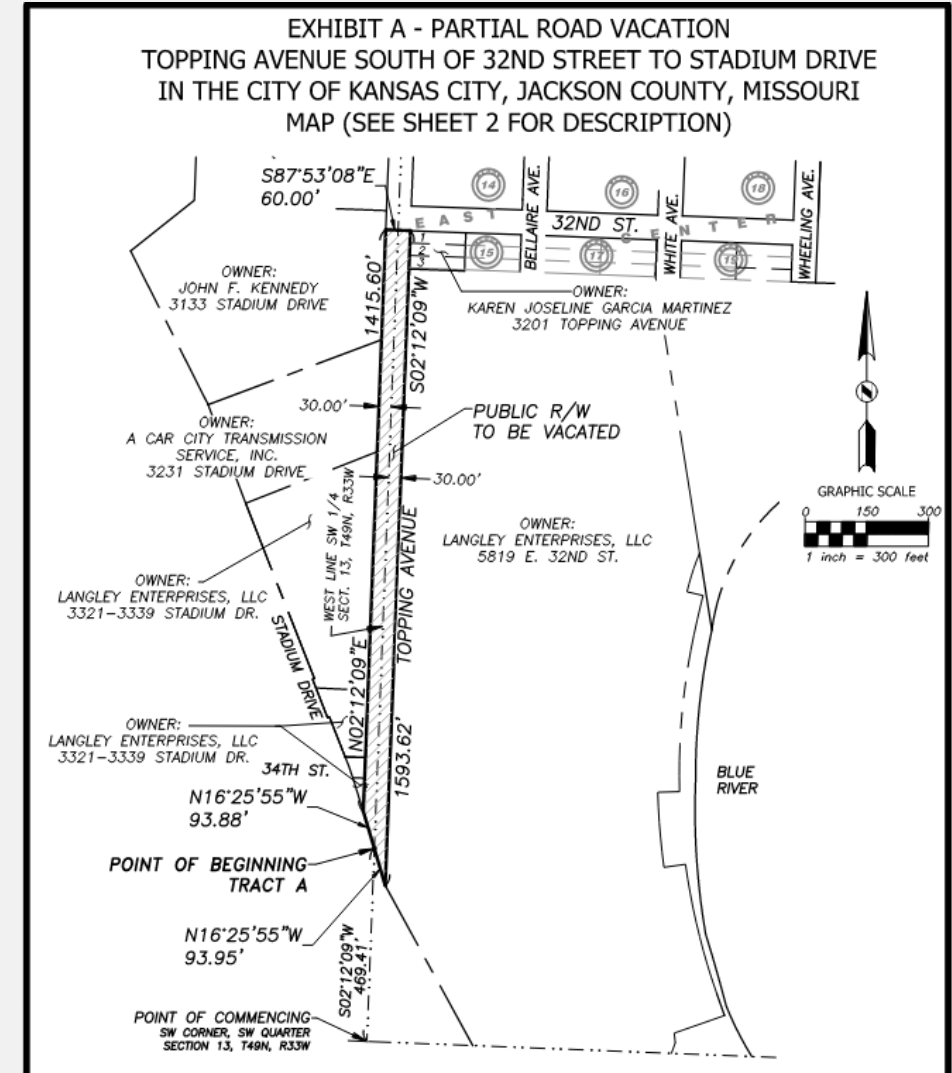 EXHIBIT A - PARTIAL ROAD VACATION
TOPPING AVENUE SOUTH OF 32ND STREET TO STADIUM DRIVE
IN THE CITY OF KANSAS CITY, JACKSON COUNTY, MISSOURI
MAP (SEE SHEET 2 FOR DESCRIPTION)
S87°53'08"E
60.00'
14
16
18
EAST CENTER
32ND ST.
BELLAIRE AVE.
WHITE AVE.
WHEELING AVE.
1
2
3
15
17
19
OWNER:
JOHN F. KENNEDY
3133 STADIUM DRIVE
1415.60'
S02°12'09"W
OWNER:
KAREN JOSELINE GARCIA MARTINEZ
3201 TOPPING AVENUE
30.00'
PUBLIC R/W
TO BE VACATED
OWNER:
A CAR CITY TRANSMISSION
SERVICE, INC.
3231 STADIUM DRIVE
30.00'
GRAPHIC SCALE
0 150 300
1 inch = 300 feet
WEST LINE SW 1/4
SECT. 13, T49N, R33W
TOPPING AVENUE
OWNER:
LANGLEY ENTERPRISES, LLC
5819 E. 32ND ST.
OWNER:
LANGLEY ENTERPRISES, LLC
3321-3339 STADIUM DR.
STADIUM DRIVE
N02°12'09"E
1593.62'
OWNER:
LANGLEY ENTERPRISES, LLC
3321-3339 STADIUM DR.
34TH ST.
BLUE
RIVER
N16°25'55"W
93.88'
POINT OF BEGINNING
TRACT A
N16°25'55"W
93.95'
S02°12'09"W
469.41'
POINT OF COMMENCING
SW CORNER, SW QUARTER
SECTION 13, T49N, R33W